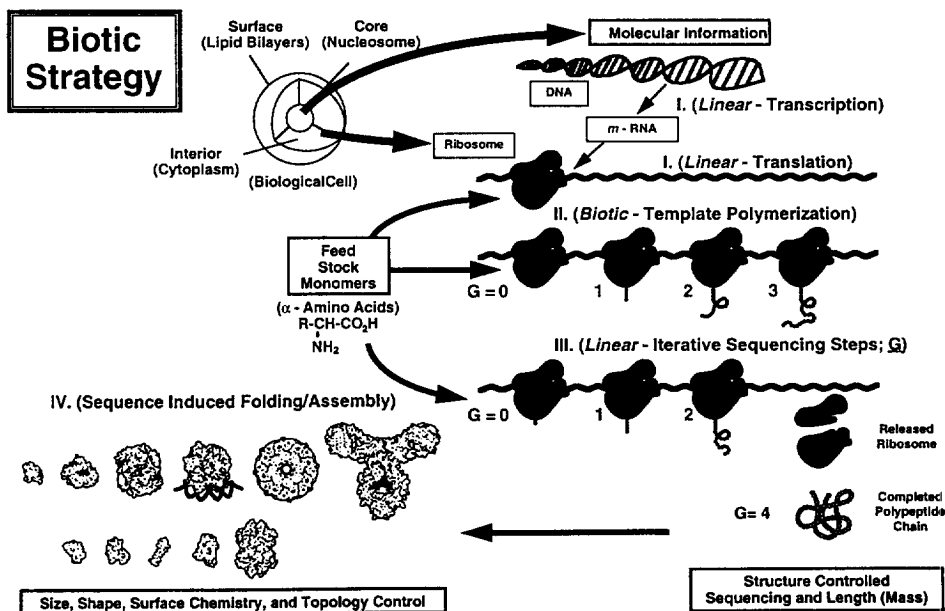 Biotic
Strategy
Surface
(Lipid Bilayers)
Core
(Nucleosome)
Interior
(Cytoplasm)
(BiologicalCell)
Ribosome
Molecular Information
DNA
I. (Linear - Transcription)
m - RNA
I. (Linear - Translation)
II. (Biotic - Template Polymerization)
Feed
Stock
Monomers
(α - Amino Acids)
R-CH-CO₂H
NH₂
G = 0
1
2
3
III. (Linear - Iterative Sequencing Steps; G)
G = 0
1
2
Released
Ribosome
G= 4
Completed
Polypeptide
Chain
IV. (Sequence Induced Folding/Assembly)
Size, Shape, Surface Chemistry, and Topology Control
Structure Controlled
Sequencing and Length (Mass)